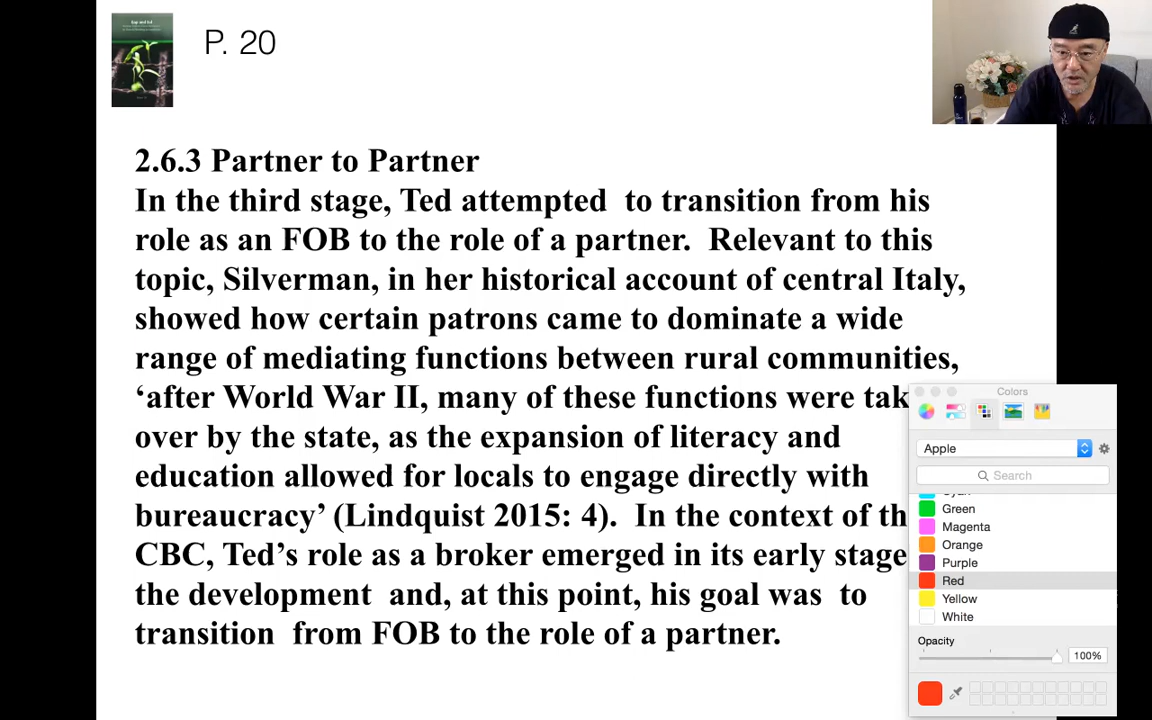 P. 20
2.6.3 Partner to Partner
In the third stage, Ted attempted to transition from his
role as an FOB to the role of a partner. Relevant to this
topic, Silverman, in her historical account of central Italy,
showed how certain patrons came to dominate a wide
range of mediating functions between rural communities,
‘after World War II, many of these functions were tak
over by the state, as the expansion of literacy and
education allowed for locals to engage directly with
bureaucracy’ (Lindquist 2015: 4). In the context of th
CBC, Ted’s role as a broker emerged in its early stage
the development and, at this point, his goal was to
transition from FOB to the role of a partner.
Colors
Apple
Search
Green
Magenta
Orange
Purple
Red
Yellow
White
Opacity
100%